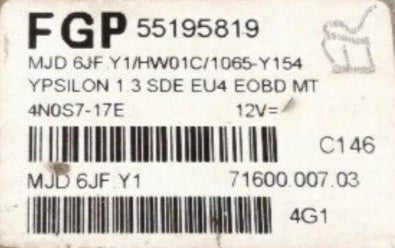 FGP 55195819
MJD 6JF.Y1/HW01C/1065-Y154
YPSILON 1.3 SDE EU4 EOBD MT
4N0S7-17E 12V=
C146
MJD 6JF.Y1 71600.007.03
4G1